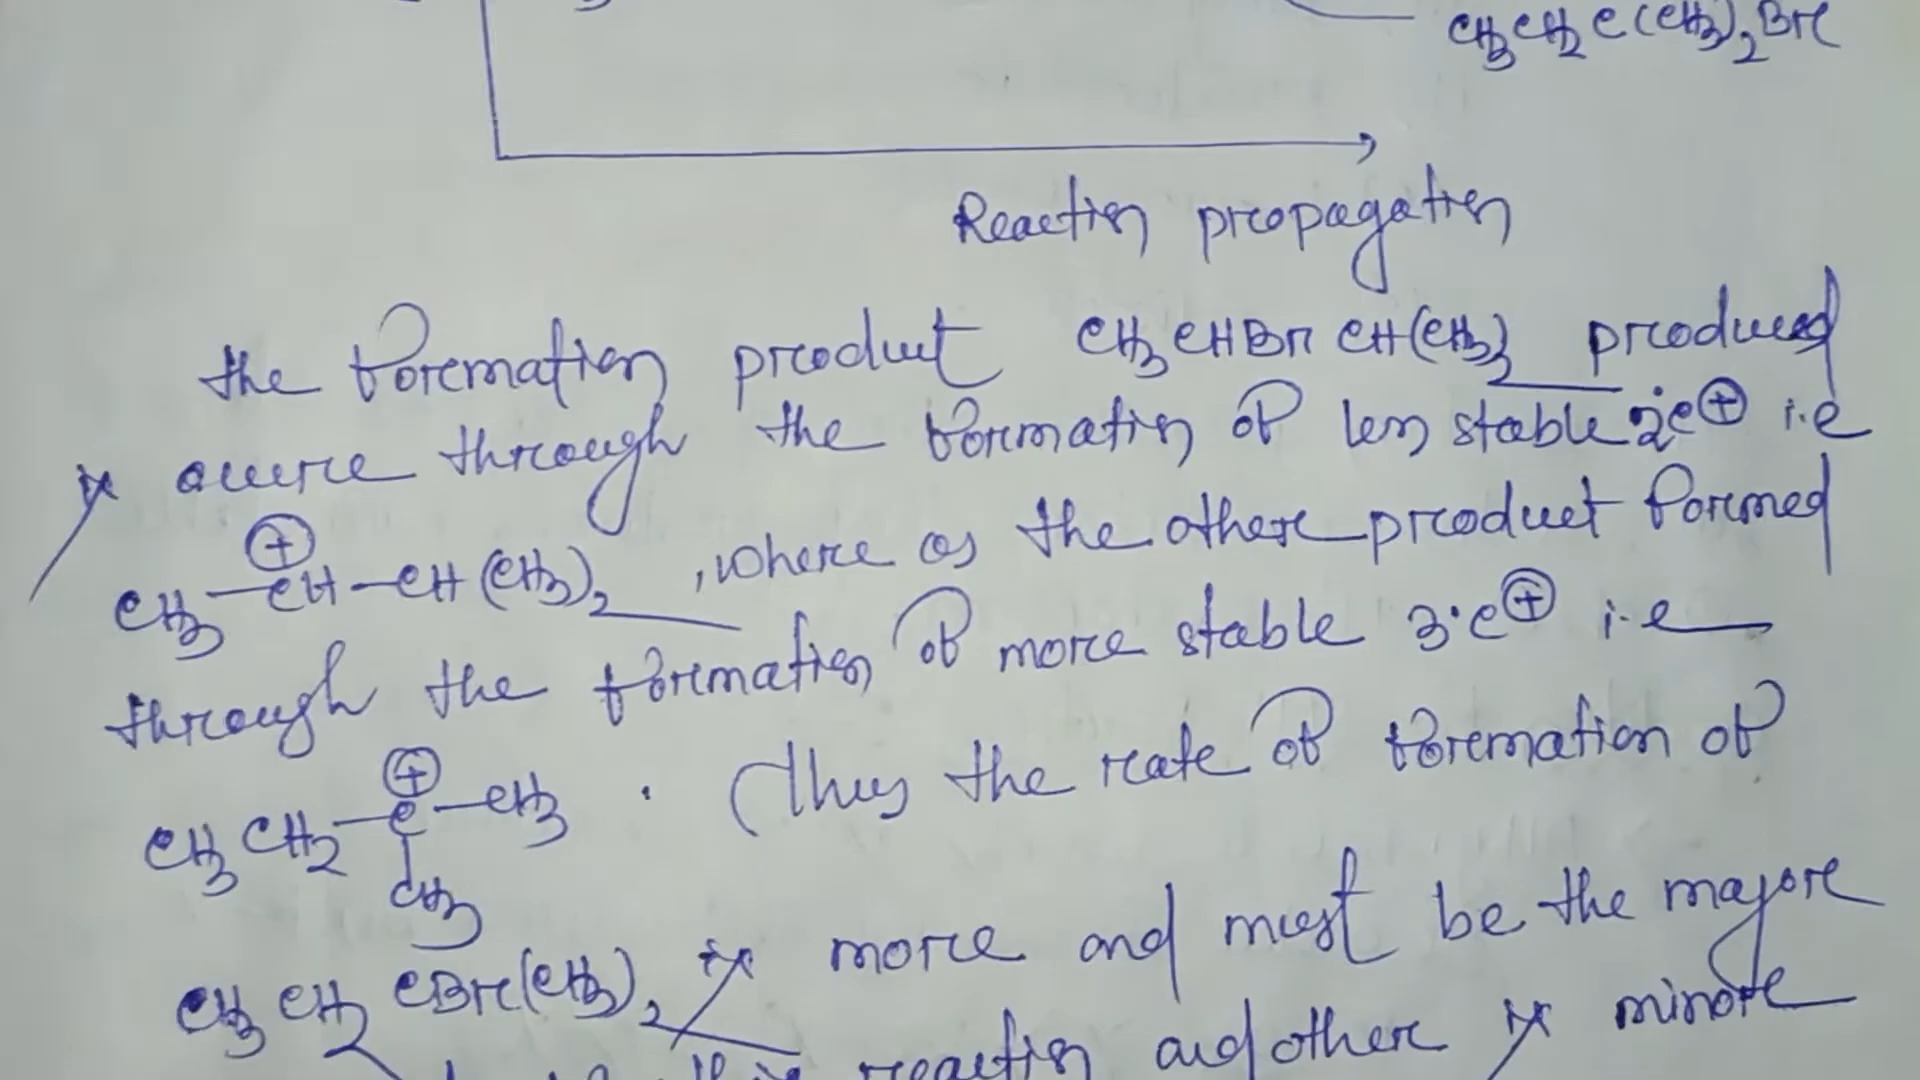 CH3CH2C(CH3)2Br
Reaction propagation
the formation product CH3CHBrCH(CH3)2 produced
is occure through the formation of less stable 2°C⊕ i.e
CH3–C⊕H–CH(CH3)2, where as the other product formed
through the formation of more stable 3°C⊕ i.e
CH3CH2–C⊕–CH3. Thus the rate of formation of
CH3
CH3CH2CBr(CH3)2 is more and must be the major
reaction and other is minor